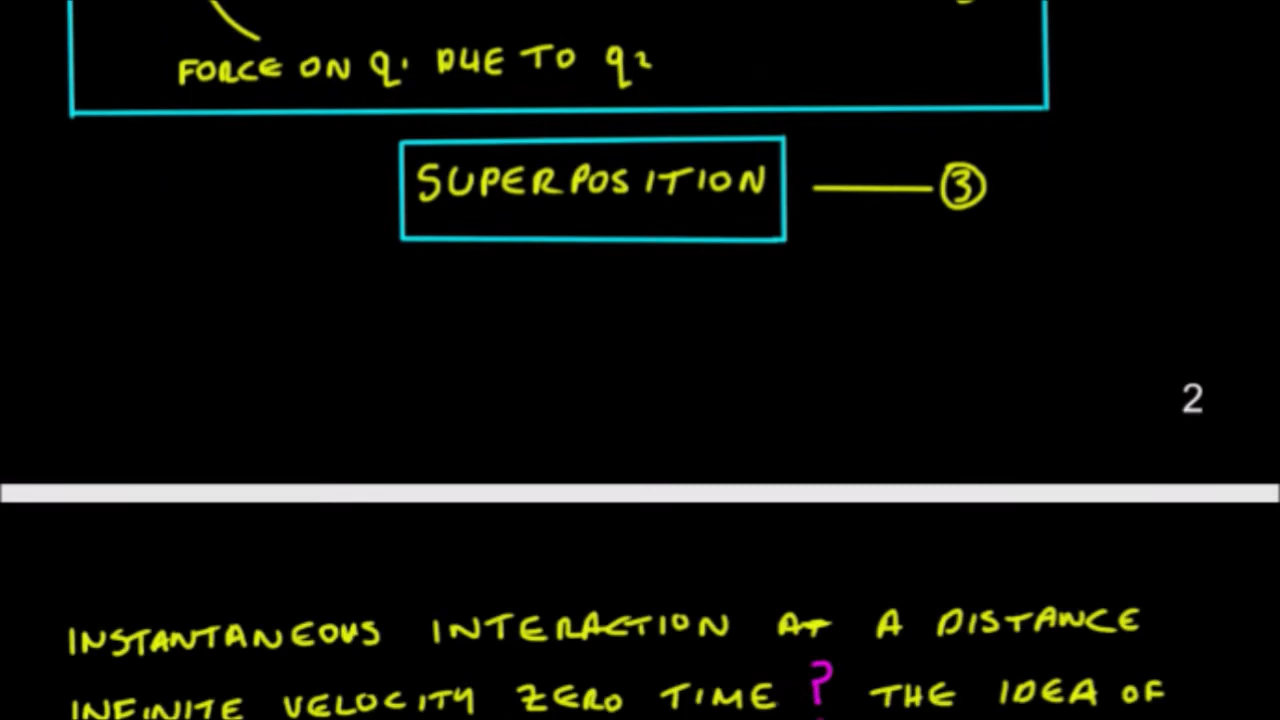 FORCE ON q1 DUE TO q2
SUPERPOSITION — 3
2
INSTANTANEOUS INTERACTION AT A DISTANCE
INFINITE VELOCITY ZERO TIME ? THE IDEA OF